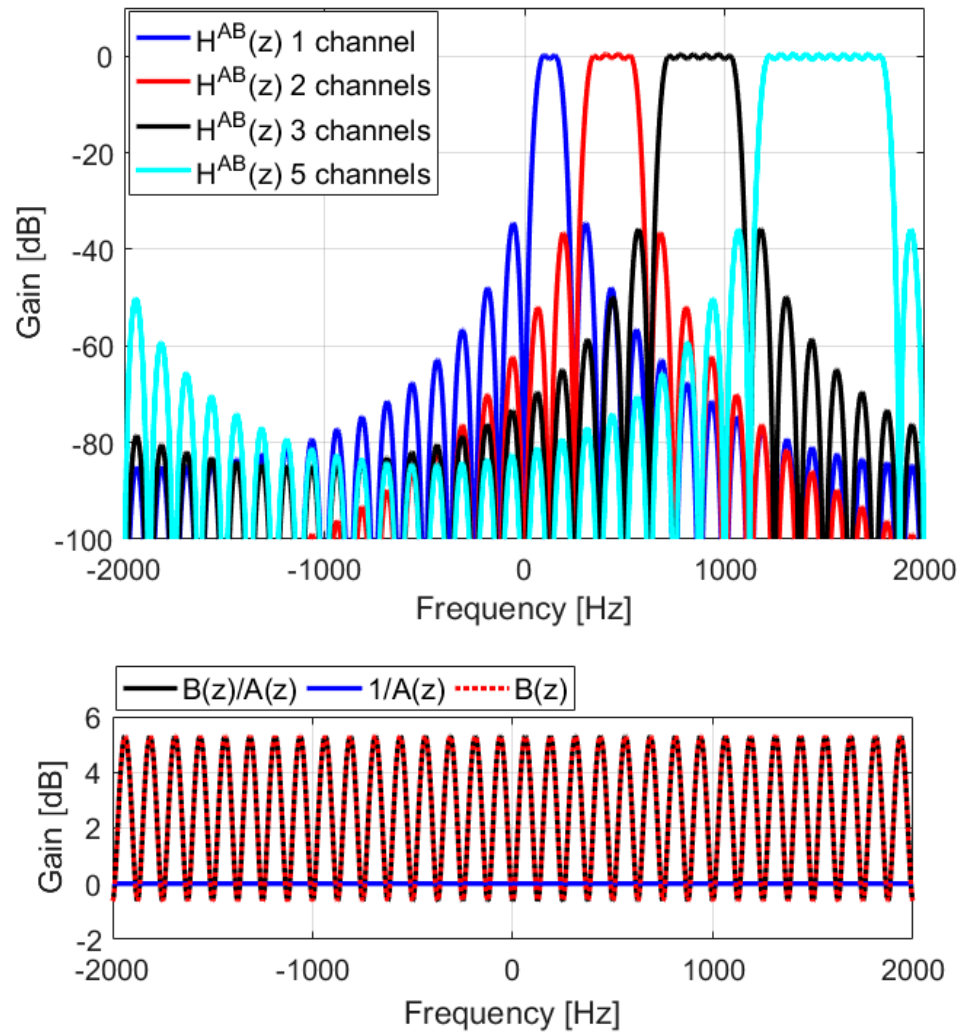 H^AB(z) 1 channel
H^AB(z) 2 channels
H^AB(z) 3 channels
H^AB(z) 5 channels
Gain [dB]
0
-20
-40
-60
-80
-100
-2000 -1000 0 1000 2000
Frequency [Hz]
B(z)/A(z) 1/A(z) B(z)
Gain [dB]
6
4
2
0
-2
-2000 -1000 0 1000 2000
Frequency [Hz]